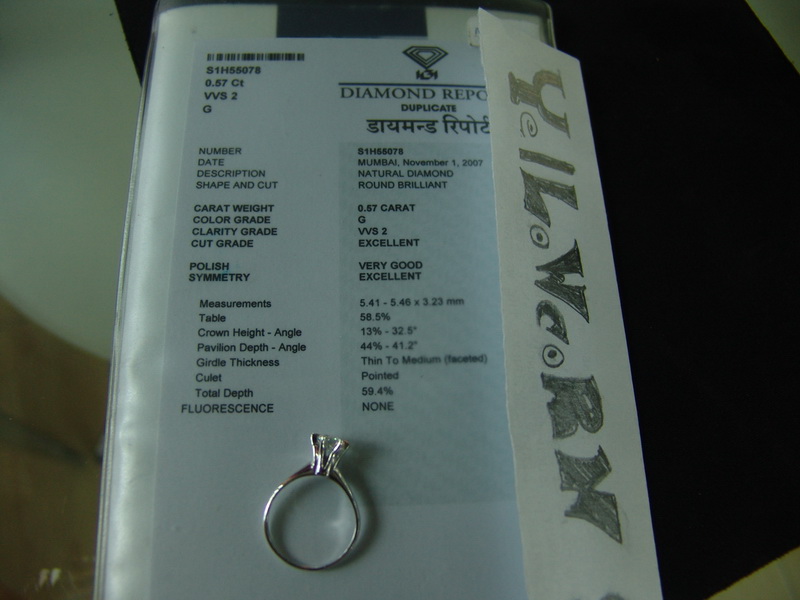 S1H55078
0.57 Ct
VVS 2
G
IGI
DIAMOND REPO
DUPLICATE
डायमन्ड रिपोर्ट
NUMBER S1H55078
DATE MUMBAI, November 1, 2007
DESCRIPTION NATURAL DIAMOND
SHAPE AND CUT ROUND BRILLIANT
CARAT WEIGHT 0.57 CARAT
COLOR GRADE G
CLARITY GRADE VVS 2
CUT GRADE EXCELLENT
POLISH VERY GOOD
SYMMETRY EXCELLENT
Measurements 5.41 - 5.46 x 3.23 mm
Table 58.5%
Crown Height - Angle 13% - 32.5°
Pavilion Depth - Angle 44% - 41.2°
Girdle Thickness Thin To Medium (faceted)
Culet Pointed
Total Depth 59.4%
FLUORESCENCE NONE